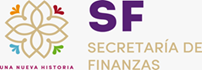 SF
SECRETARÍA DE
FINANZAS
UNA NUEVA HISTORIA